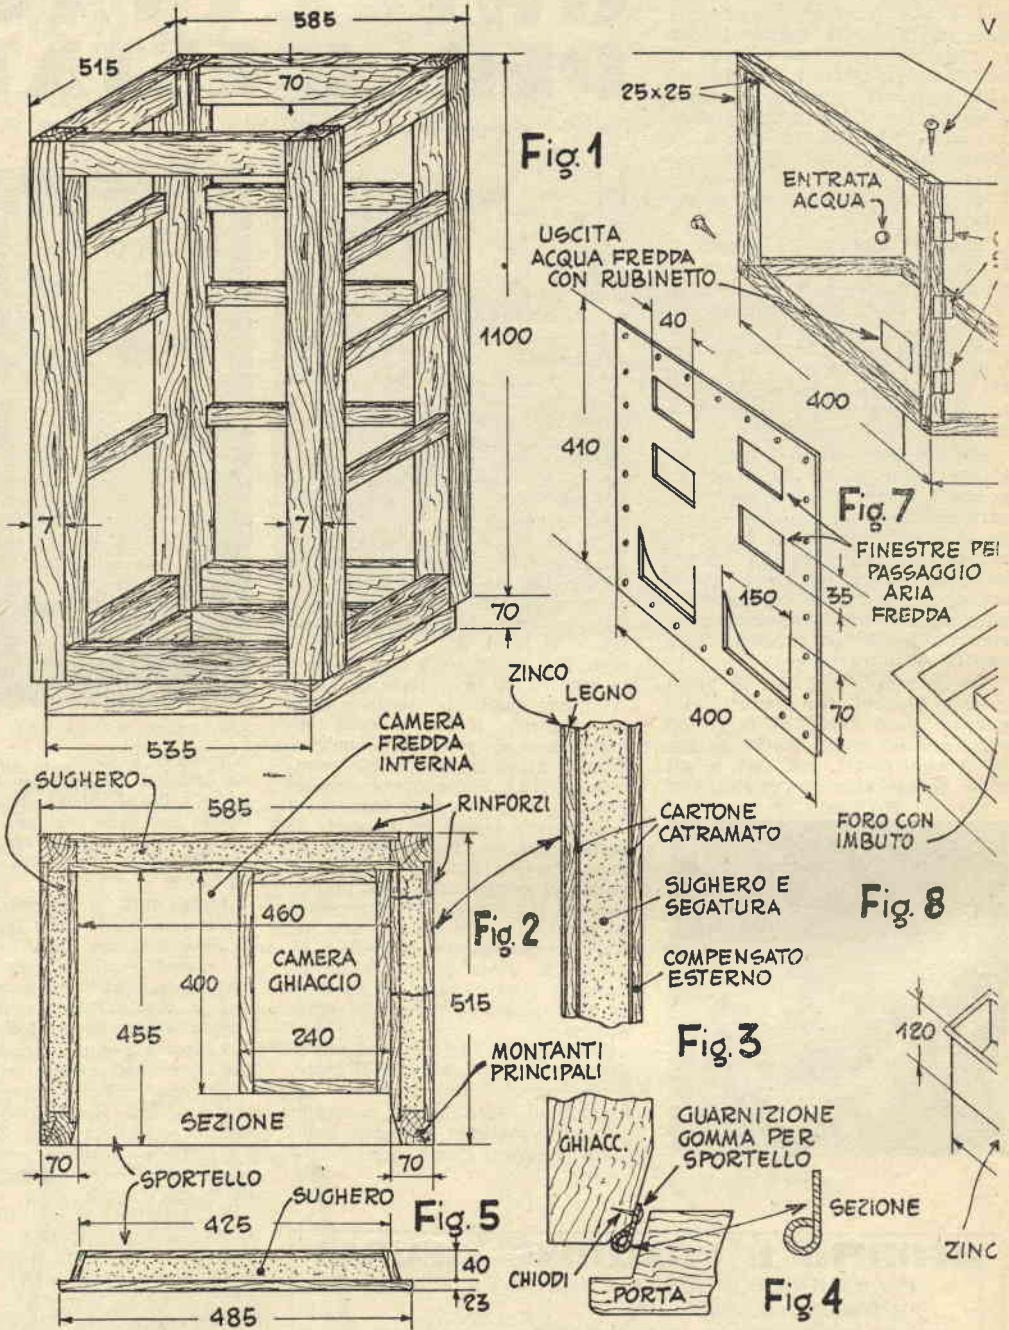 585
515
70
25x25
Fig. 1
ENTRATA
ACQUA
USCITA
ACQUA FREDDA
CON RUBINETTO
40
1100
400
410
7
7
Fig. 7
FINESTRE PE
PASSAGGIO
ARIA
FREDDA
150
35
70
ZINCO
LEGNO
400
70
535
CAMERA
FREDDA
INTERNA
SUGHERO
585
RINFORZI
CARTONE
CATRAMATO
FORO CON
IMBUTO
SUGHERO E
SEGATURA
Fig. 8
460
Fig. 2
CAMERA
GHIACCIO
400
COMPENSATO
ESTERNO
515
455
240
Fig. 3
120
MONTANTI
PRINCIPALI
SEZIONE
GHIACC.
GUARNIZIONE
GOMMA PER
SPORTELLO
70
70
SPORTELLO
SUGHERO
425
Fig. 5
SEZIONE
40
CHIODI
ZINC
23
PORTA
Fig. 4
485